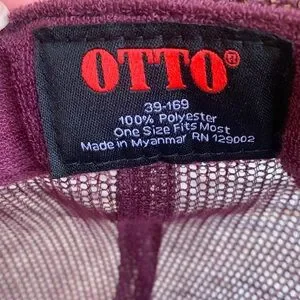 OTTO®
39-169
100% Polyester
One Size Fits Most
Made in Myanmar RN 129002